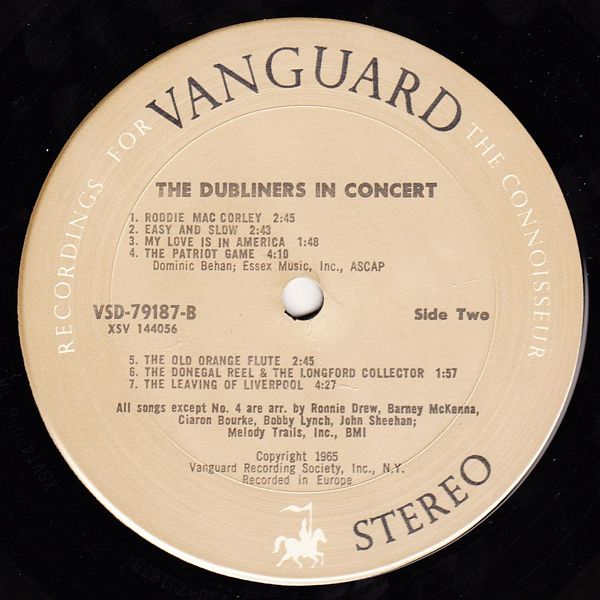 RECORDINGS FOR VANGUARD THE CONNOISSEUR
THE DUBLINERS IN CONCERT
1. RODDIE MAC CORLEY 2:45
2. EASY AND SLOW 2:43
3. MY LOVE IS IN AMERICA 1:48
4. THE PATRIOT GAME 4:10
Dominic Behan; Essex Music, Inc., ASCAP
VSD-79187-B
XSV 144056
Side Two
5. THE OLD ORANGE FLUTE 2:45
6. THE DONEGAL REEL & THE LONGFORD COLLECTOR 1:57
7. THE LEAVING OF LIVERPOOL 4:27
All songs except No. 4 are arr. by Ronnie Drew, Barney McKenna,
Ciaron Bourke, Bobby Lynch, John Sheehan;
Melody Trails, Inc., BMI
Copyright 1965
Vanguard Recording Society, Inc., N.Y.
Recorded in Europe
STEREO